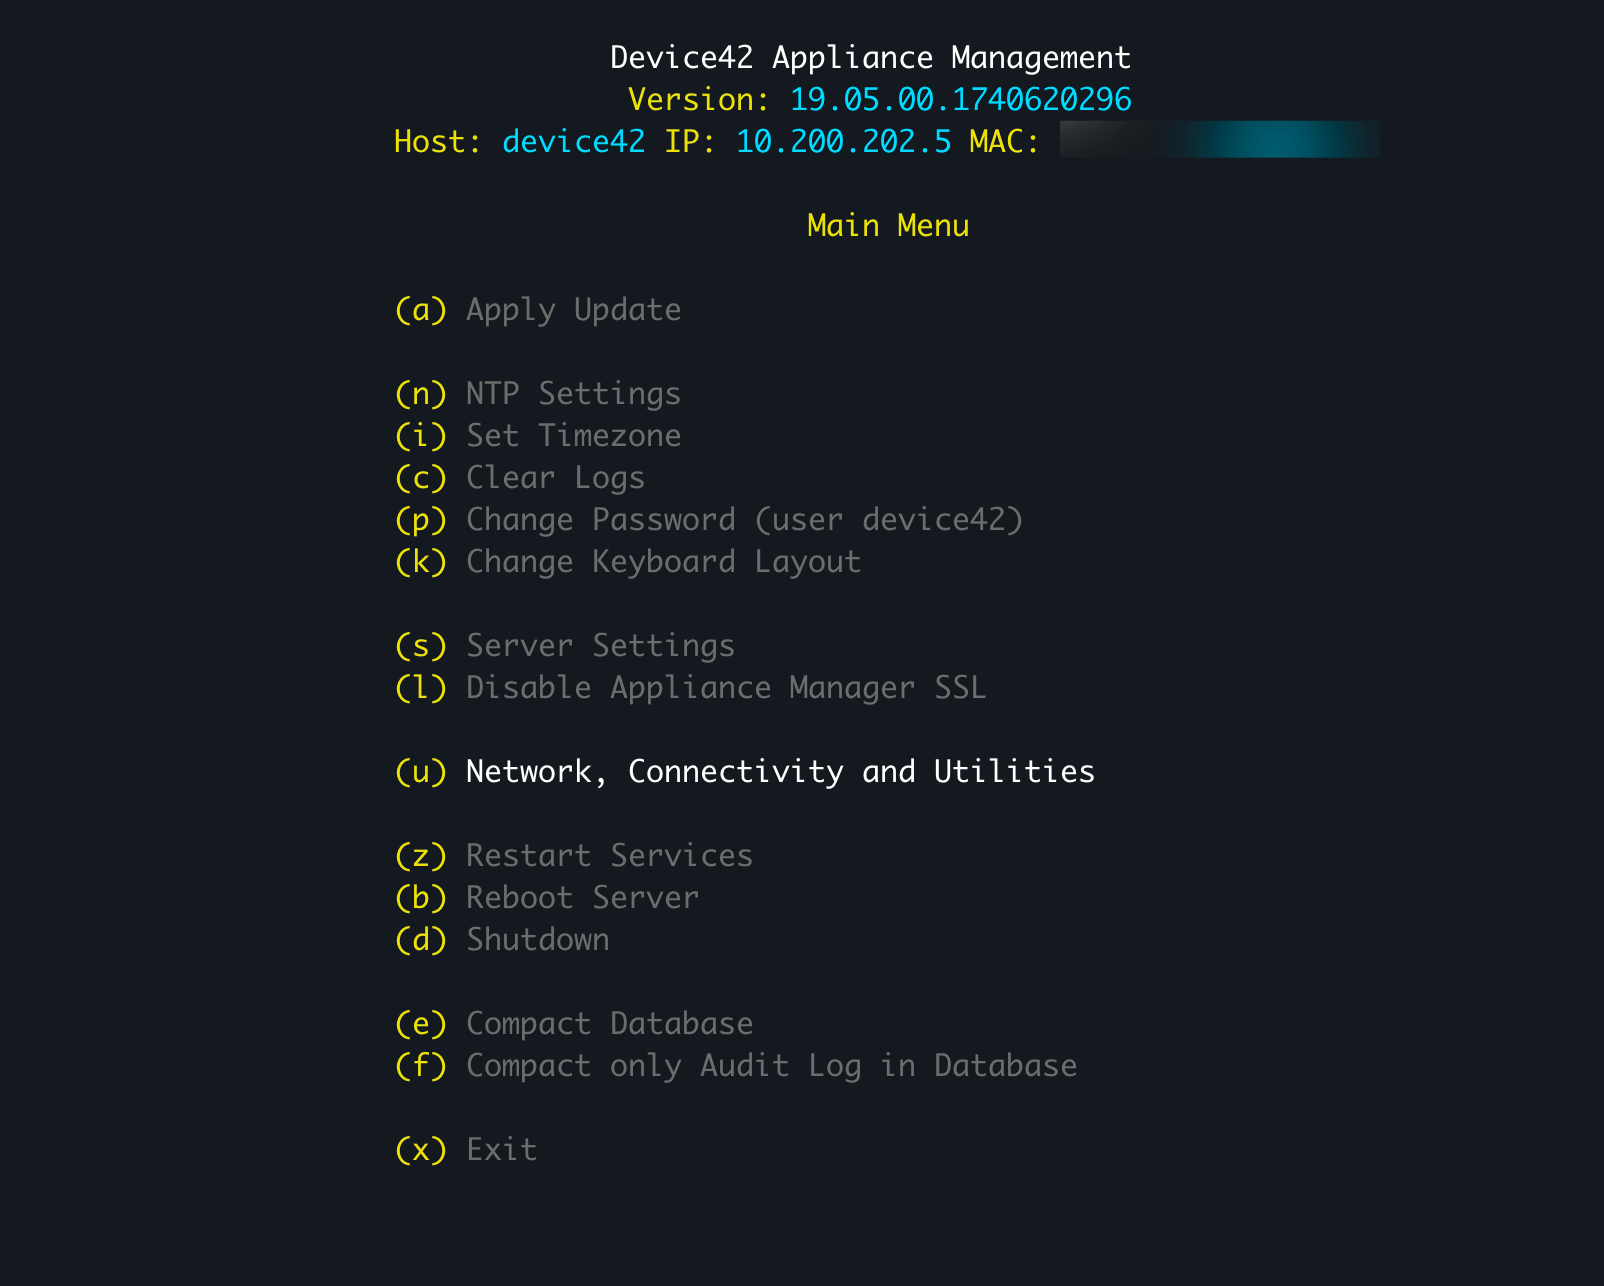 Device42 Appliance Management
Version: 19.05.00.1740620296
Host: device42 IP: 10.200.202.5 MAC:
Main Menu
(a) Apply Update
(n) NTP Settings
(i) Set Timezone
(c) Clear Logs
(p) Change Password (user device42)
(k) Change Keyboard Layout
(s) Server Settings
(l) Disable Appliance Manager SSL
(u) Network, Connectivity and Utilities
(z) Restart Services
(b) Reboot Server
(d) Shutdown
(e) Compact Database
(f) Compact only Audit Log in Database
(x) Exit